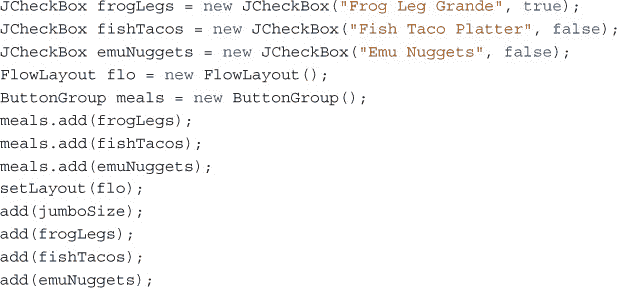 JCheckBox frogLegs = new JCheckBox("Frog Leg Grande", true);
JCheckBox fishTacos = new JCheckBox("Fish Taco Platter", false);
JCheckBox emuNuggets = new JCheckBox("Emu Nuggets", false);
FlowLayout flo = new FlowLayout();
ButtonGroup meals = new ButtonGroup();
meals.add(frogLegs);
meals.add(fishTacos);
meals.add(emuNuggets);
setLayout(flo);
add(jumboSize);
add(frogLegs);
add(fishTacos);
add(emuNuggets);